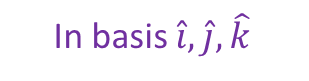 In basis î, ĵ, k̂